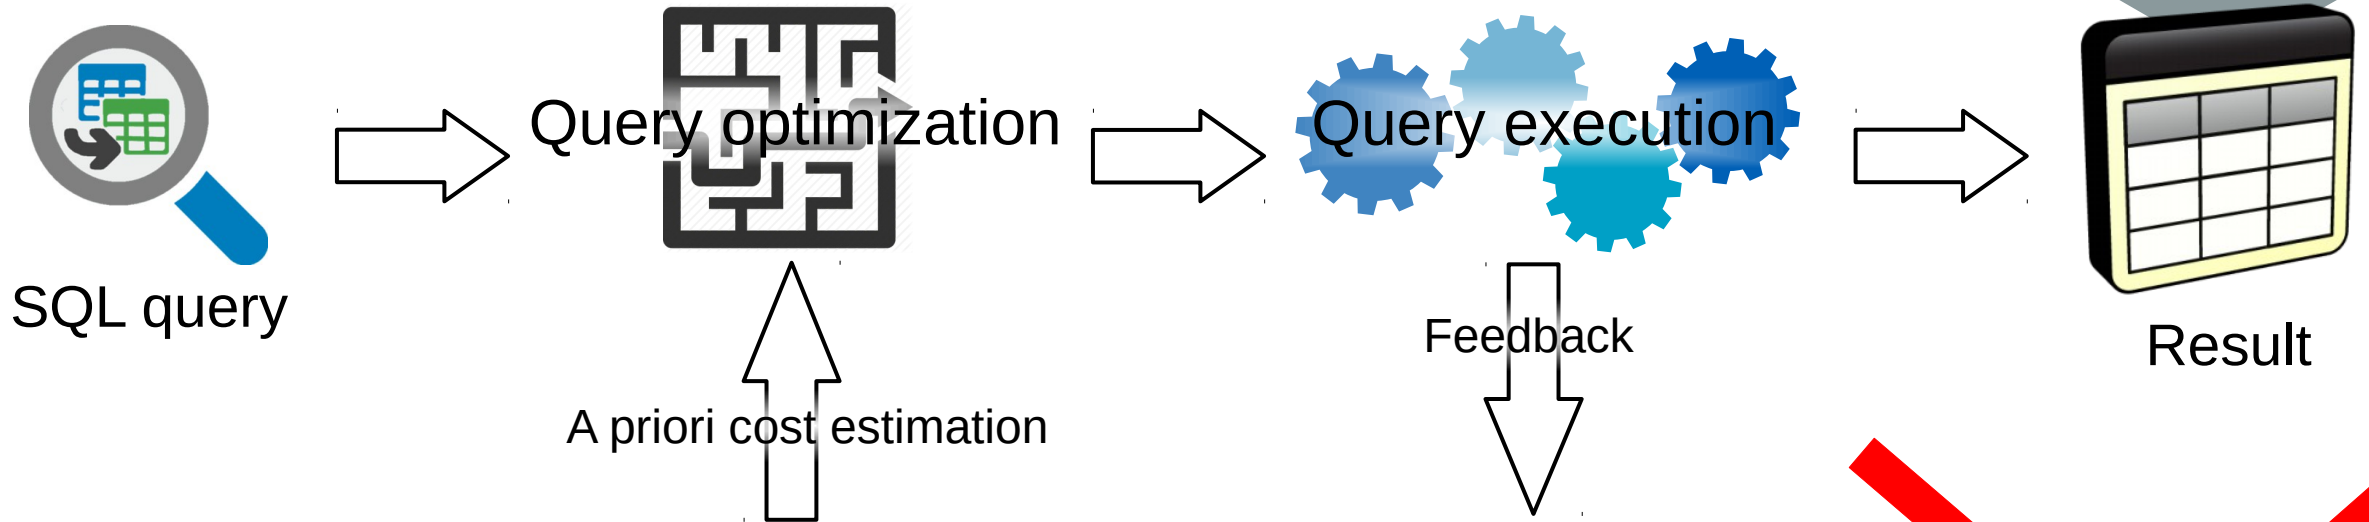 SQL query
Query optimization
Query execution
Result
A priori cost estimation
Feedback